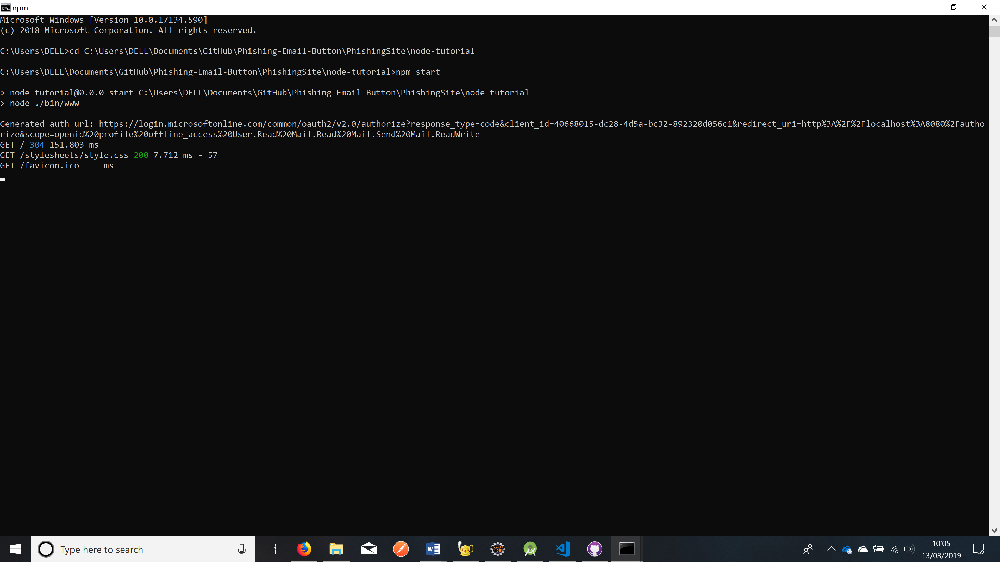 npm
Microsoft Windows [Version 10.0.17134.590]
(c) 2018 Microsoft Corporation. All rights reserved.
C:\Users\DELL>cd C:\Users\DELL\Documents\GitHub\Phishing-Email-Button\PhishingSite\node-tutorial
C:\Users\DELL\Documents\GitHub\Phishing-Email-Button\PhishingSite\node-tutorial>npm start
> node-tutorial@0.0.0 start C:\Users\DELL\Documents\GitHub\Phishing-Email-Button\PhishingSite\node-tutorial
> node ./bin/www
Generated auth url: https://login.microsoftonline.com/common/oauth2/v2.0/authorize?response_type=code&client_id=40668015-dc28-4d5a-bc32-892320d056c1&redirect_uri=http%3A%2F%2Flocalhost%3A8080%2Fautho
rize&scope=openid%20profile%20offline_access%20User.Read%20Mail.Read%20Mail.Send%20Mail.ReadWrite
GET / 304 151.803 ms - -
GET /stylesheets/style.css 200 7.712 ms - 57
GET /favicon.ico - - ms - -
Type here to search
Java EE
IDE
10:05
13/03/2019